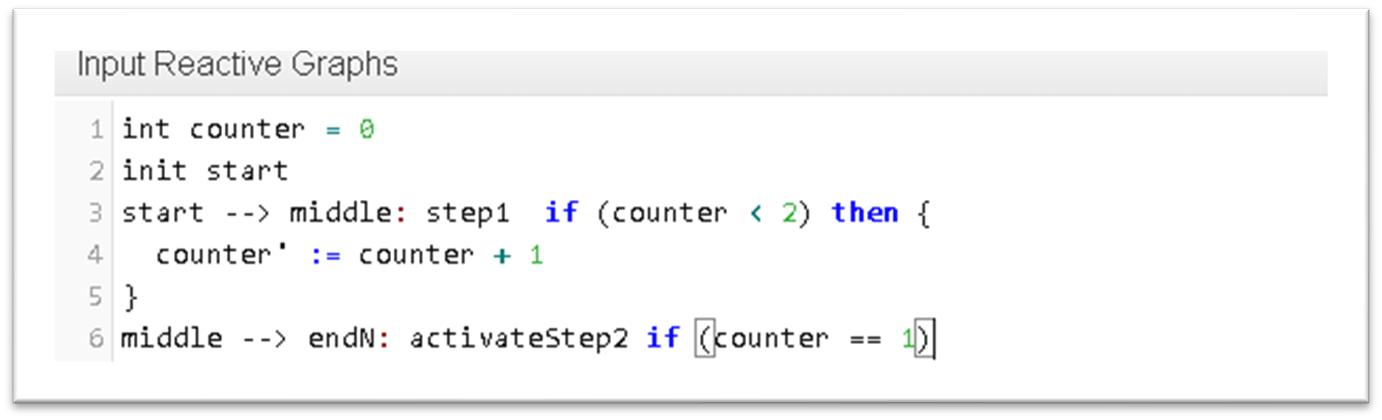 Input Reactive Graphs
1 int counter = 0
2 init start
3 start --> middle: step1  if (counter < 2) then {
4   counter' := counter + 1
5 }
6 middle --> endN: activateStep2 if (counter == 1)